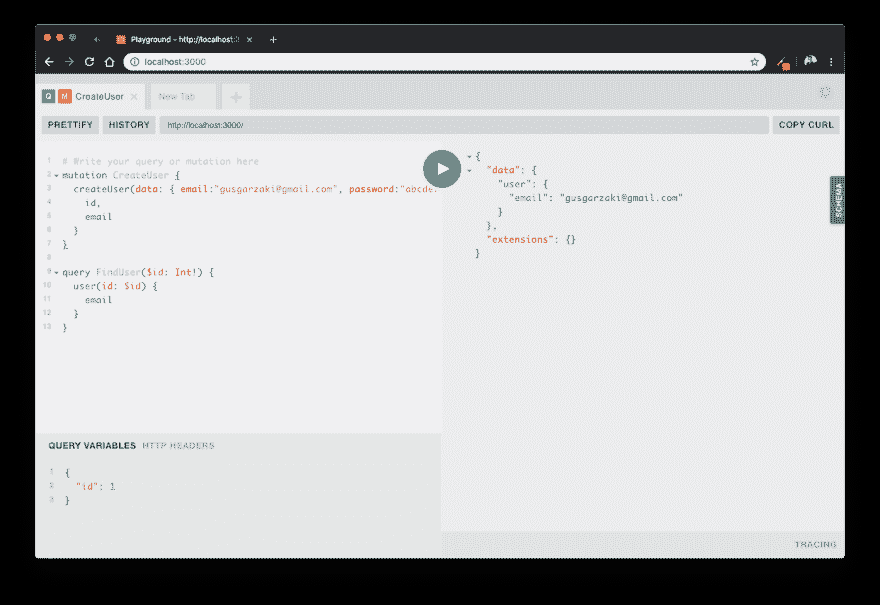 Playground - http://localhost:3
localhost:3000
Q M CreateUser
New Tab
PRETTIFY HISTORY http://localhost:3000/ COPY CURL
1 # Write your query or mutation here
2 mutation CreateUser {
3 createUser(data: { email:"gusgarzaki@gmail.com", password:"abcde
4 id,
5 email
6 }
7 }
8
9 query FindUser($id: Int!) {
10 user(id: $id) {
11 email
12 }
13 }
{
"data": {
"user": {
"email": "gusgarzaki@gmail.com"
}
},
"extensions": {}
}
SCHEMA
QUERY VARIABLES HTTP HEADERS
1 {
2 "id": 1
3 }
TRACING